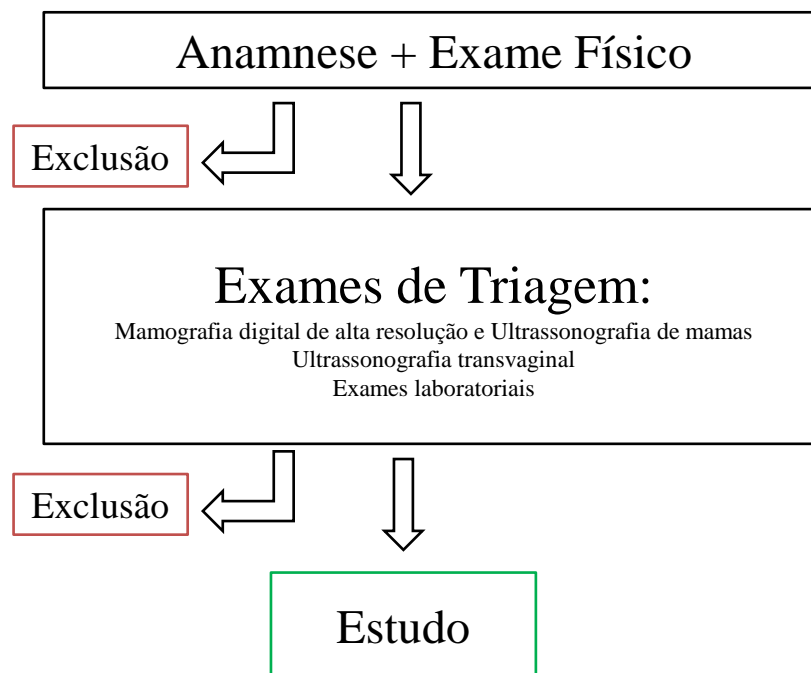 Anamnese + Exame Físico
Exclusão
Exames de Triagem:
Mamografia digital de alta resolução e Ultrassonografia de mamas
Ultrassonografia transvaginal
Exames laboratoriais
Exclusão
Estudo